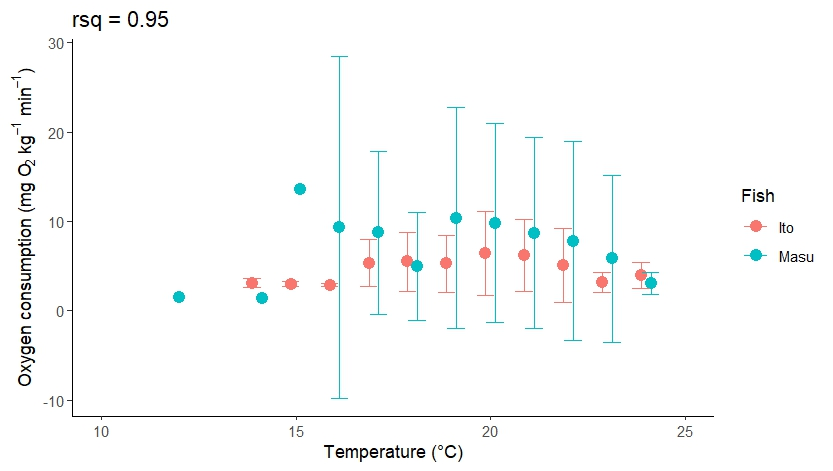 rsq = 0.95
30
20
10
0
-10
Oxygen consumption (mg O₂ kg⁻¹ min⁻¹)
10
15
20
25
Temperature (°C)
Fish
Ito
Masu